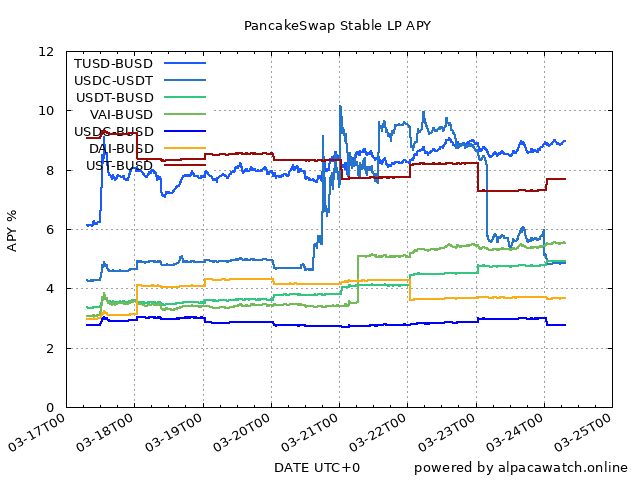 PancakeSwap Stable LP APY
APY %
12
10
8
6
4
2
0
TUSD-BUSD
USDC-USDT
USDT-BUSD
VAI-BUSD
USDC-BUSD
DAI-BUSD
UST-BUSD
03-17T00
03-18T00
03-19T00
03-20T00
03-21T00
03-22T00
03-23T00
03-24T00
03-25T00
DATE UTC+0
powered by alpacawatch.online